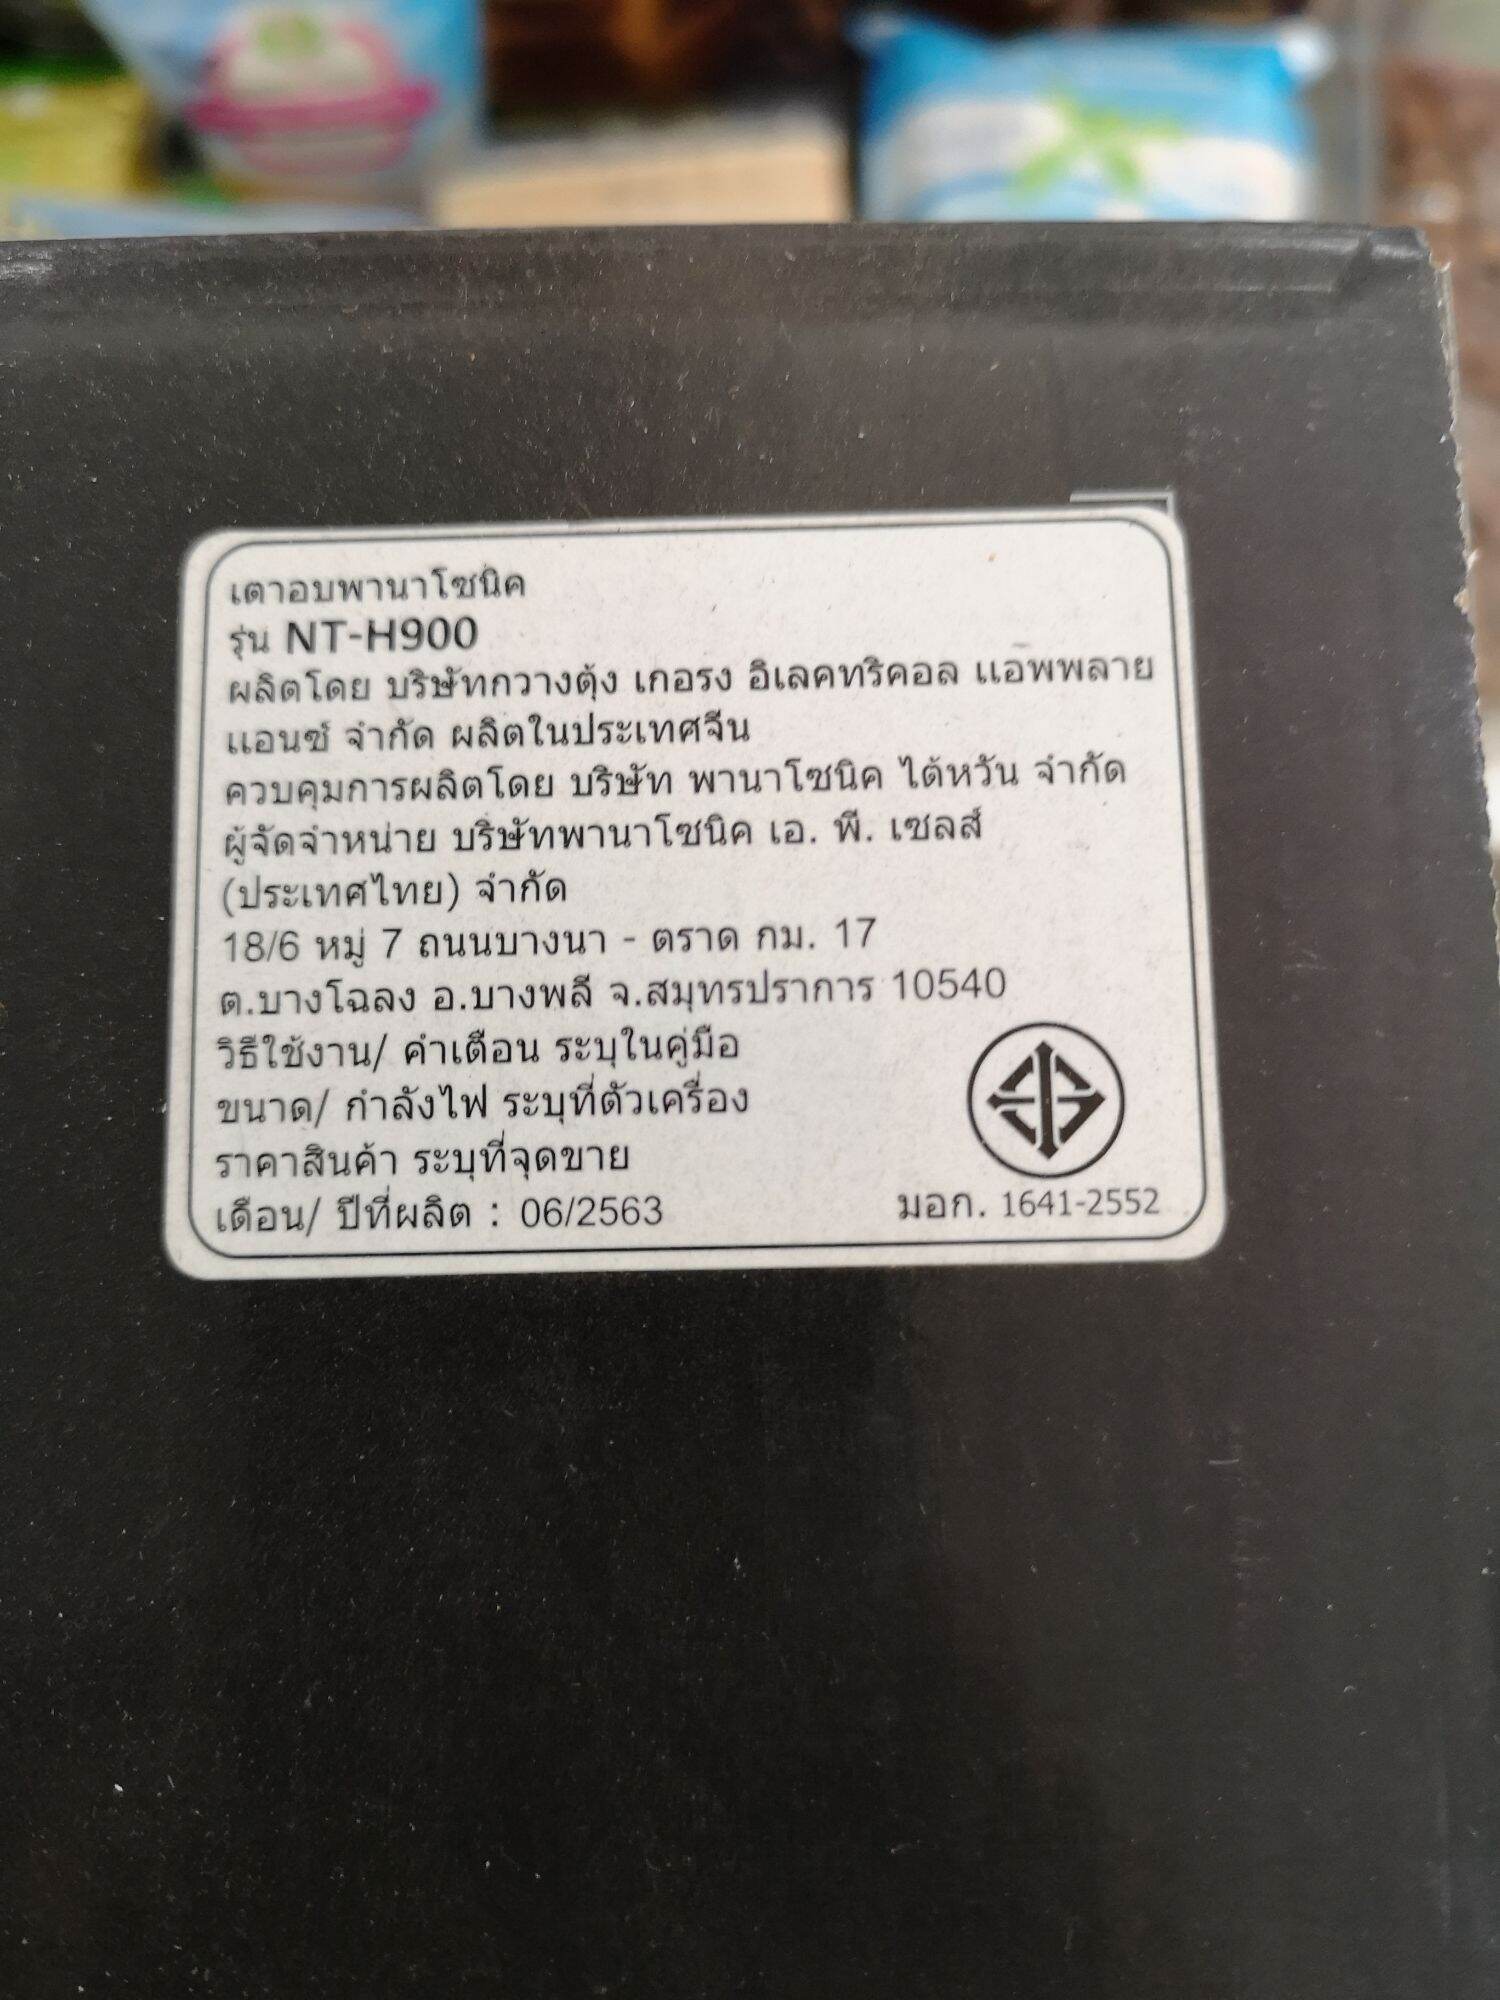 เตาอบพานาโซนิค
รุ่น NT-H900
ผลิตโดย บริษัทกวางตุ้ง เกอรง อิเลคทริคอล แอพพลาย
แอนซ์ จำกัด ผลิตในประเทศจีน
ควบคุมการผลิตโดย บริษัท พานาโซนิค ไต้หวัน จำกัด
ผู้จัดจำหน่าย บริษัทพานาโซนิค เอ. พี. เซลส์
(ประเทศไทย) จำกัด
18/6 หมู่ 7 ถนนบางนา - ตราด กม. 17
ต.บางโฉลง อ.บางพลี จ.สมุทรปราการ 10540
วิธีใช้งาน/ คำเตือน ระบุในคู่มือ
ขนาด/ กำลังไฟ ระบุที่ตัวเครื่อง
ราคาสินค้า ระบุที่จุดขาย
เดือน/ ปีที่ผลิต : 06/2563
มอก. 1641-2552